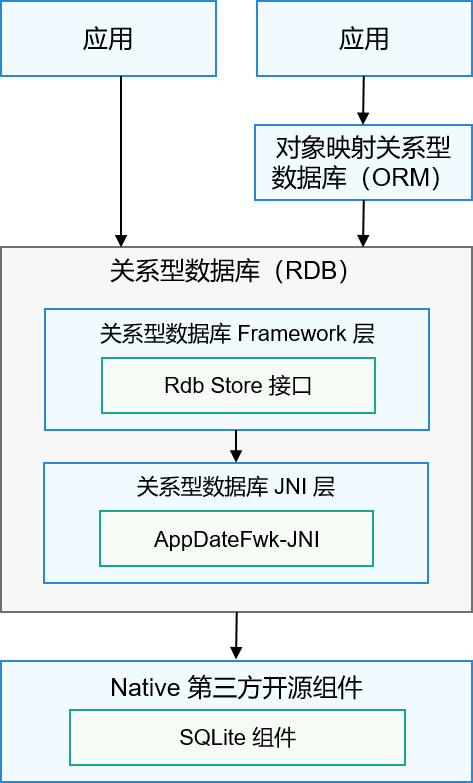 应用
应用
对象映射关系型
数据库（ORM）
关系型数据库（RDB）
关系型数据库 Framework 层
Rdb Store 接口
关系型数据库 JNI 层
AppDateFwk-JNI
Native 第三方开源组件
SQLite 组件